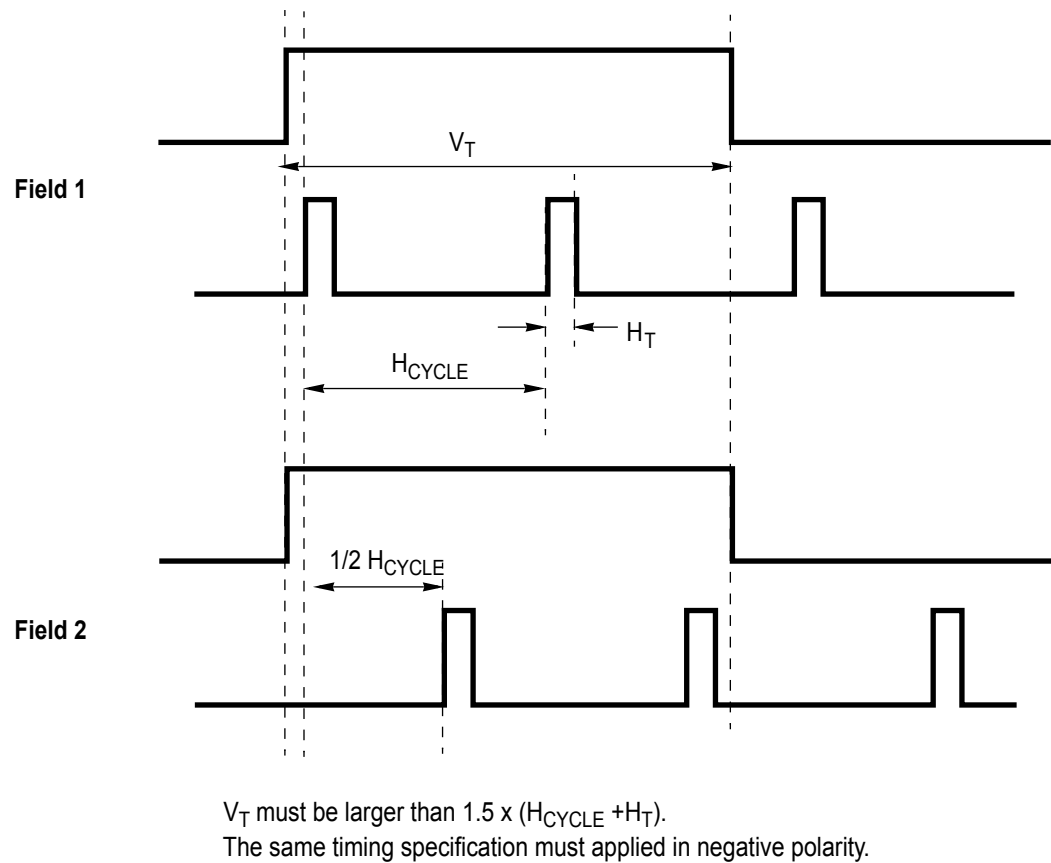 V_T
Field 1
H_T
H_CYCLE
1/2 H_CYCLE
Field 2
V_T must be larger than 1.5 x (H_CYCLE +H_T).
The same timing specification must applied in negative polarity.